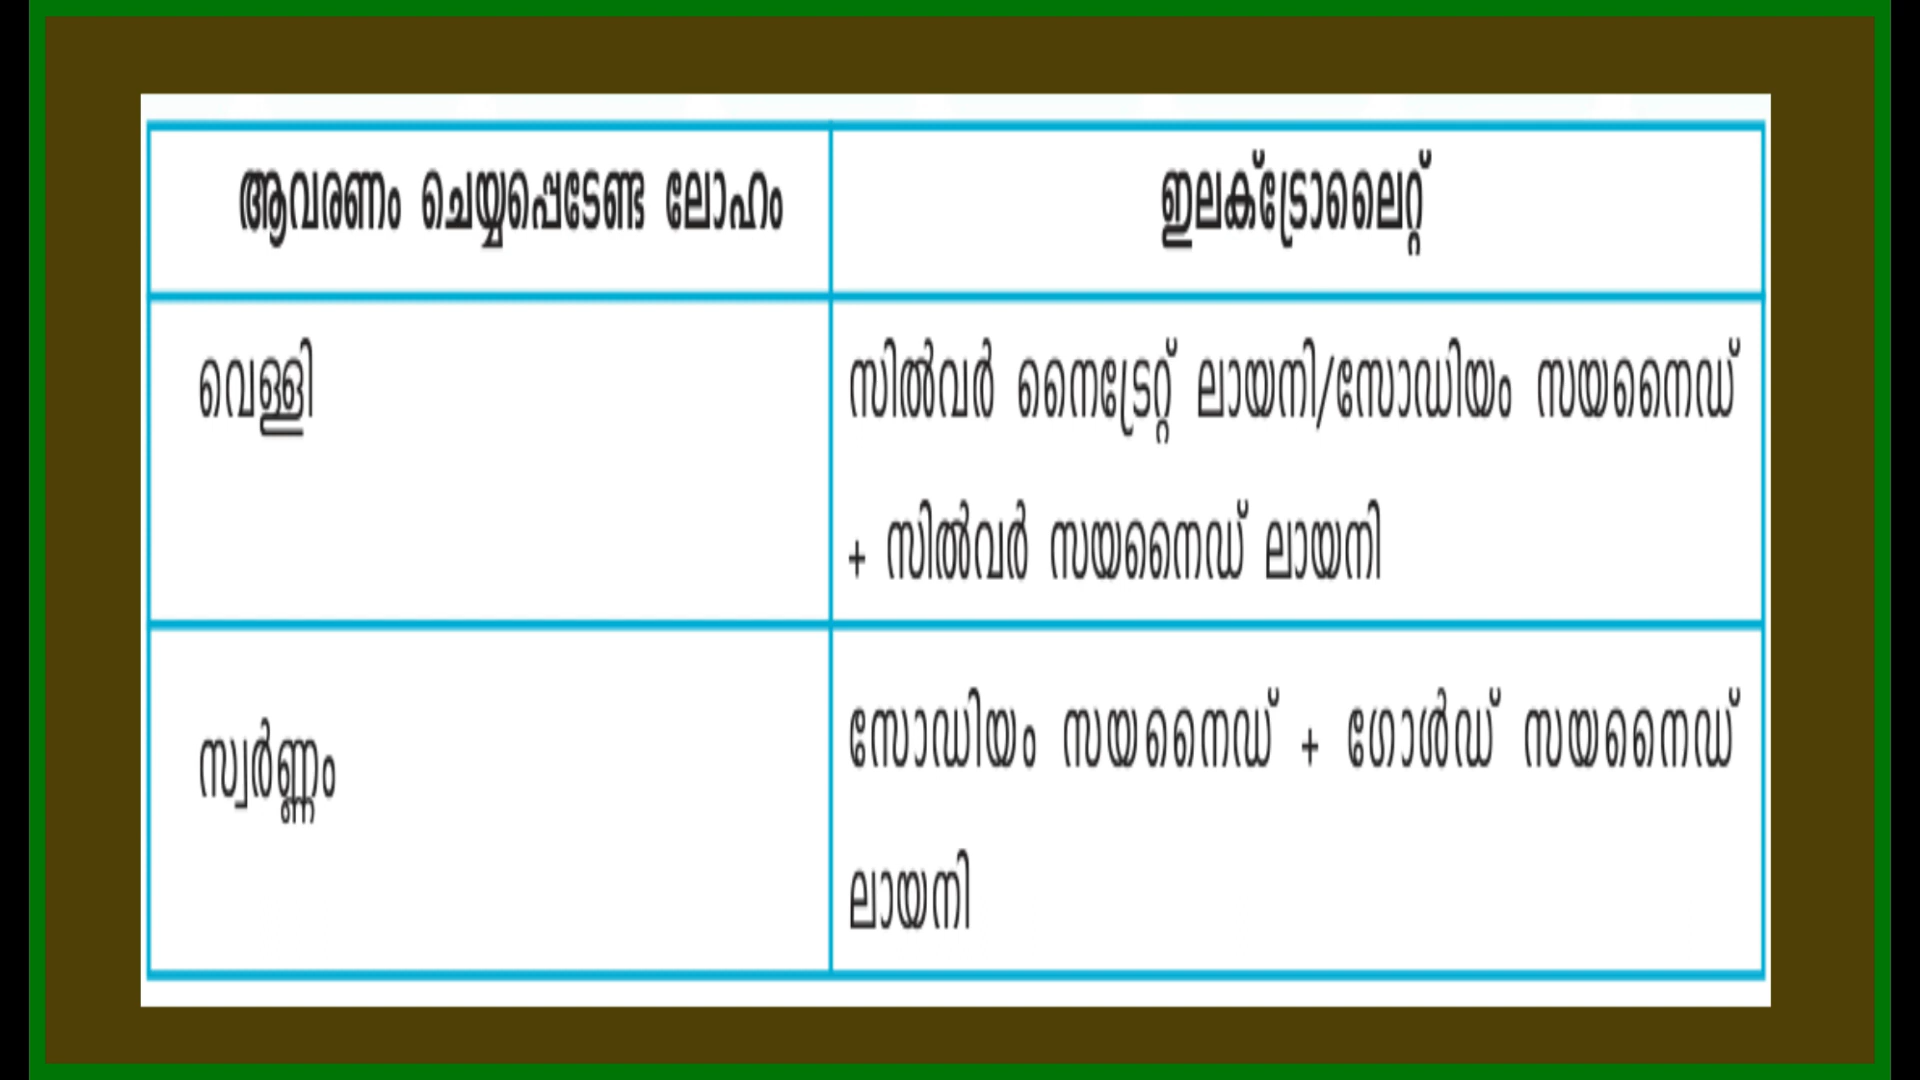 ആവരണം ചെയ്യപ്പെടേണ്ട ലോഹം
ഇലക്ട്രോലൈറ്റ്
വെള്ളി
സിൽവർ നൈട്രേറ്റ് ലായനി/സോഡിയം സയനൈഡ്
+ സിൽവർ സയനൈഡ് ലായനി
സ്വർണ്ണം
സോഡിയം സയനൈഡ് + ഗോൾഡ് സയനൈഡ്
ലായനി